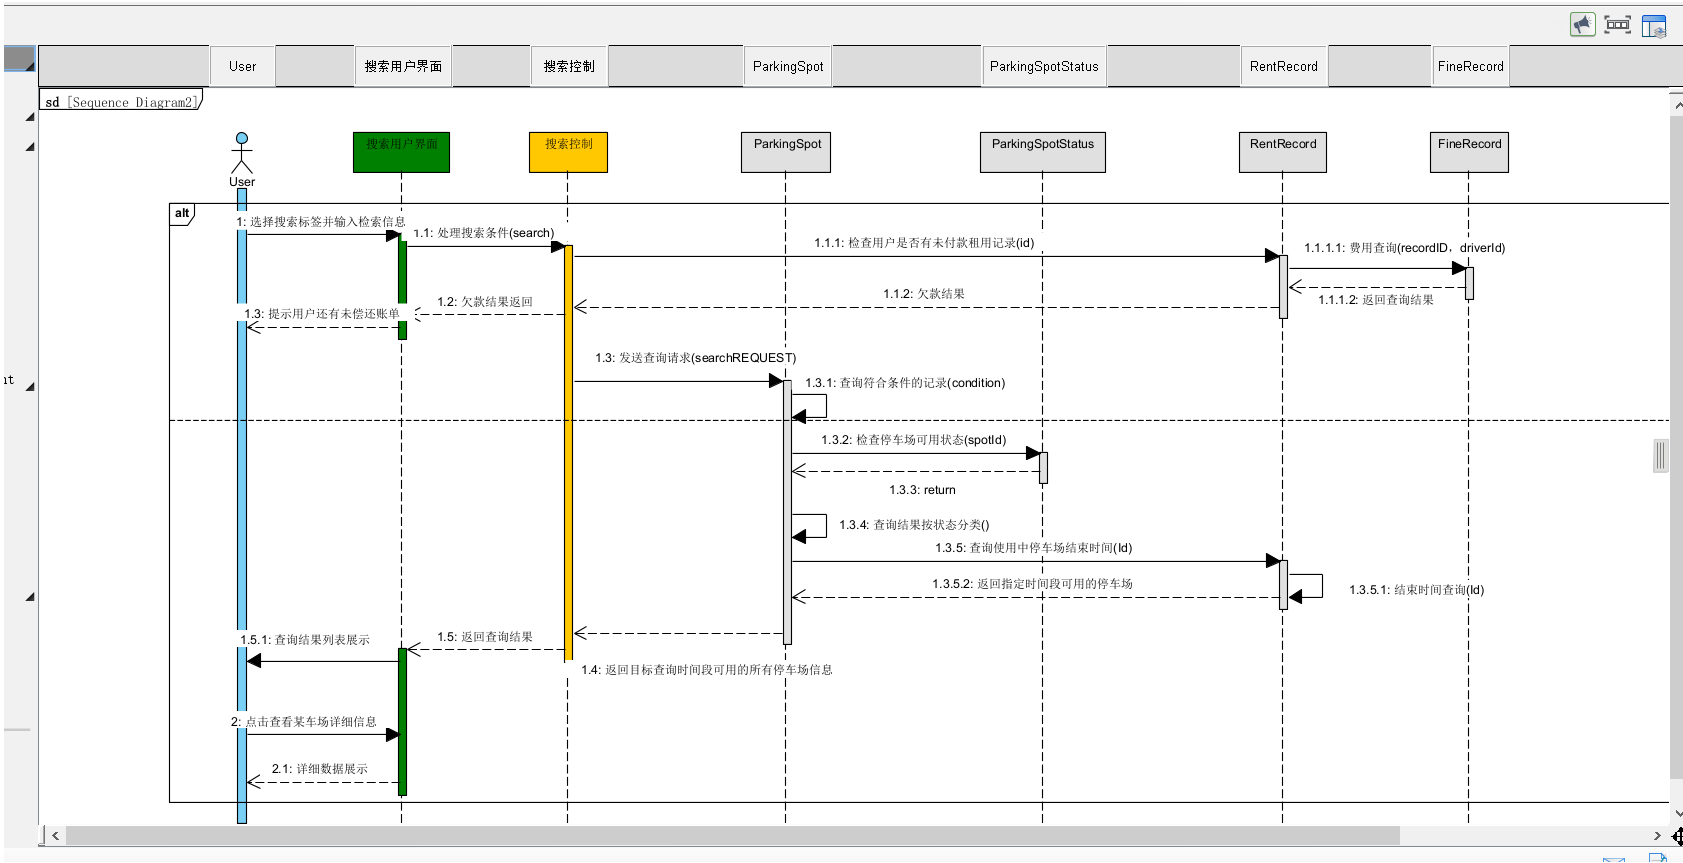 User
搜索用户界面
搜索控制
ParkingSpot
ParkingSpotStatus
RentRecord
FineRecord
sd [Sequence Diagram2]
搜索用户界面
搜索控制
ParkingSpot
ParkingSpotStatus
RentRecord
FineRecord
User
alt
1: 选择搜索标签并输入检索信息
1.1: 处理搜索条件(search)
1.1.1: 检查用户是否有未付款租用记录(id)
1.1.1.1: 费用查询(recordID，driverId)
1.1.2: 欠款结果
1.1.1.2: 返回查询结果
1.2: 欠款结果返回
1.3: 提示用户还有未偿还账单
1.3: 发送查询请求(searchREQUEST)
1.3.1: 查询符合条件的记录(condition)
1.3.2: 检查停车场可用状态(spotId)
1.3.3: return
1.3.4: 查询结果按状态分类()
1.3.5: 查询使用中停车场结束时间(Id)
1.3.5.2: 返回指定时间段可用的停车场
1.3.5.1: 结束时间查询(Id)
1.5: 返回查询结果
1.5.1: 查询结果列表展示
1.4: 返回目标查询时间段可用的所有停车场信息
2: 点击查看某车场详细信息
2.1: 详细数据展示